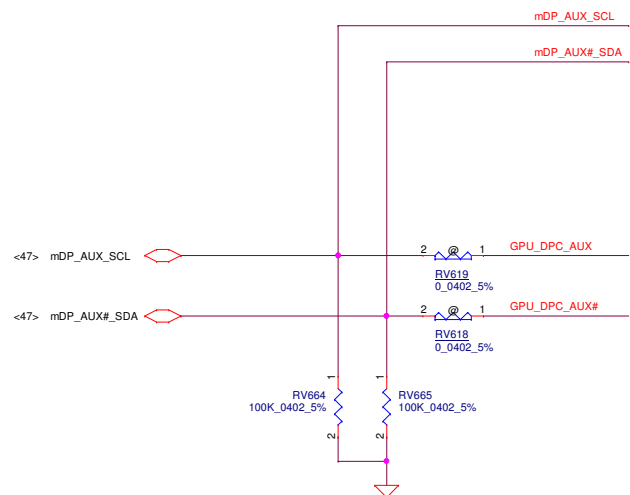 mDP_AUX_SCL
mDP_AUX#_SDA
<47> mDP_AUX_SCL
2 @ 1 GPU_DPC_AUX
RV619
0_0402_5%
<47> mDP_AUX#_SDA
2 @ 1 GPU_DPC_AUX#
RV618
0_0402_5%
1 1
RV664 RV665
100K_0402_5% 100K_0402_5%
2 2